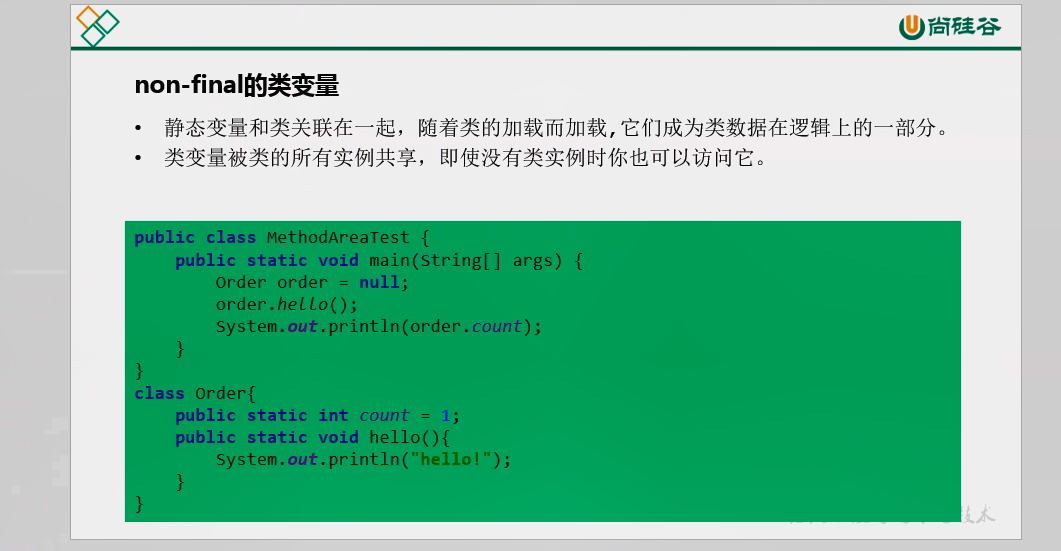 尚硅谷
non-final的类变量
• 静态变量和类关联在一起，随着类的加载而加载,它们成为类数据在逻辑上的一部分。
• 类变量被类的所有实例共享，即使没有类实例时你也可以访问它。
public class MethodAreaTest {
    public static void main(String[] args) {
        Order order = null;
        order.hello();
        System.out.println(order.count);
    }
}
class Order{
    public static int count = 1;
    public static void hello(){
        System.out.println("hello!");
    }
}
技术